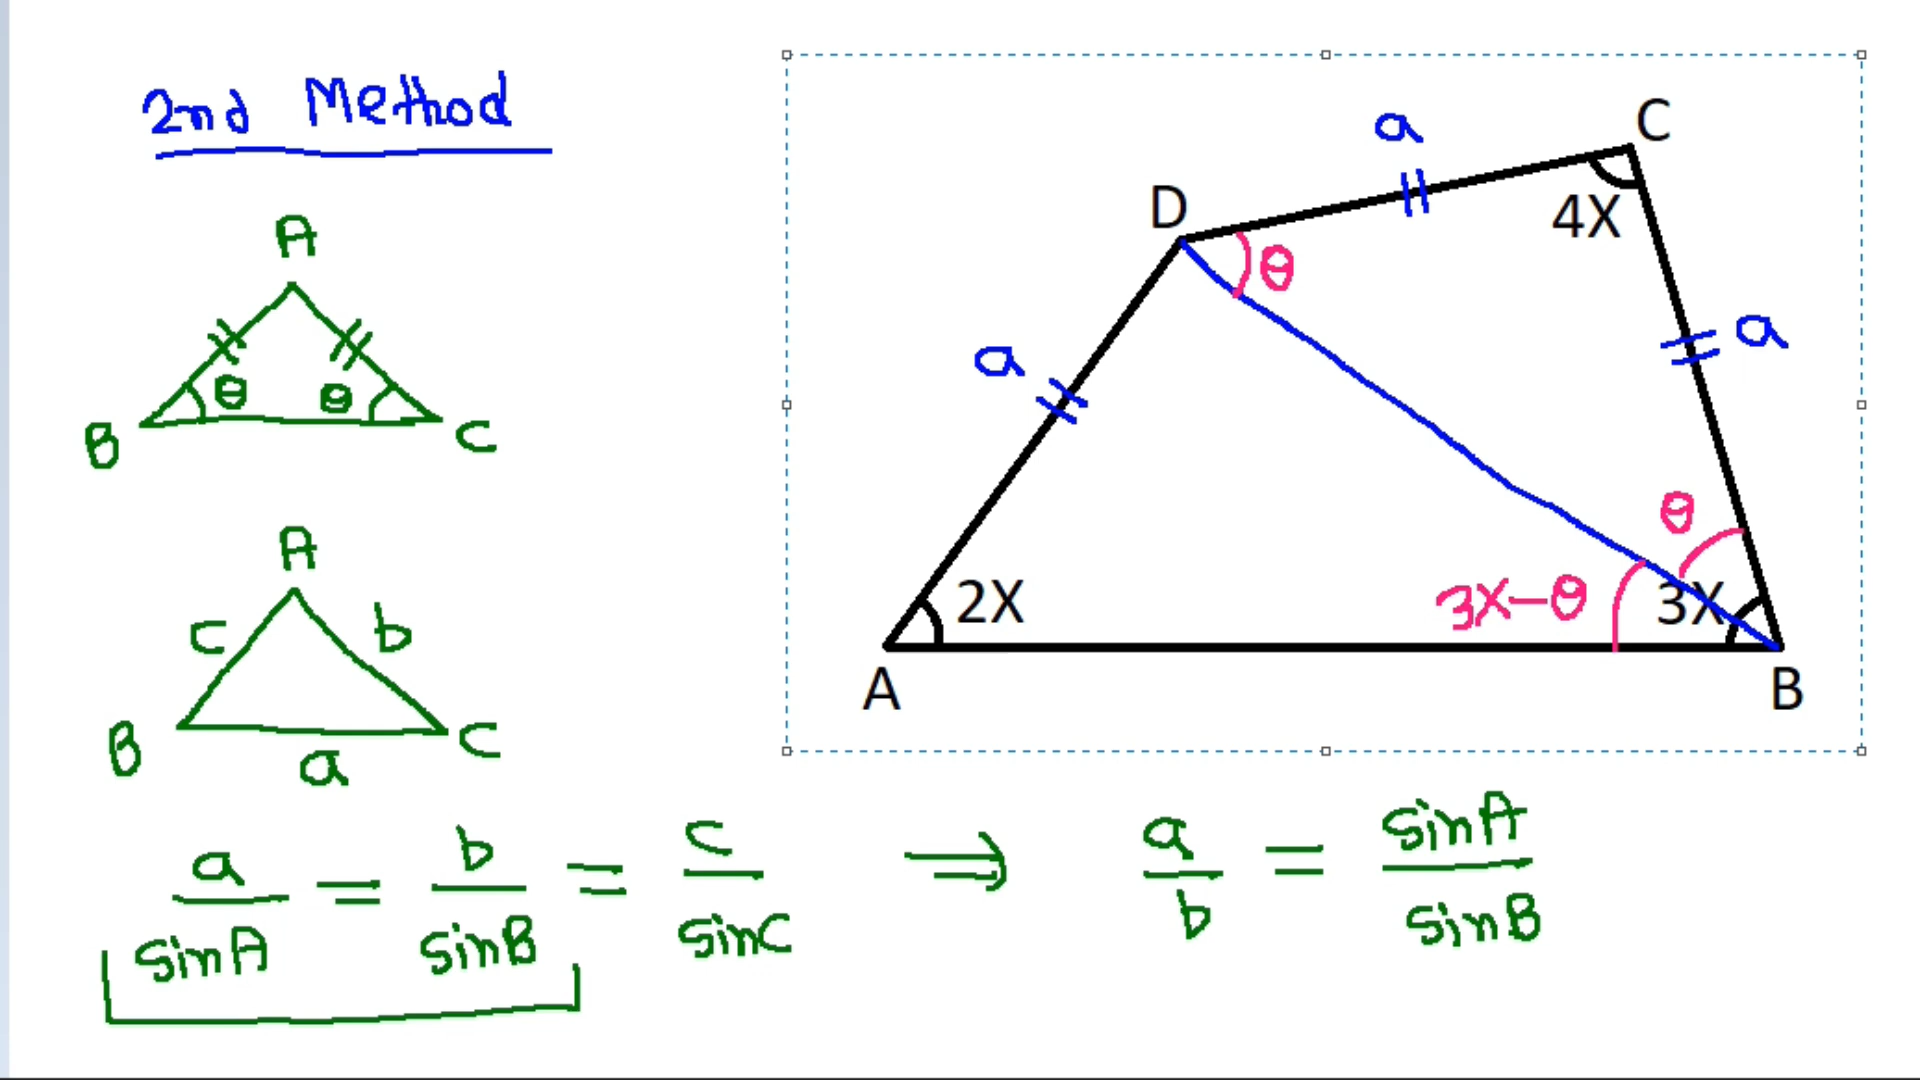 2nd Method
A
θ θ
B C
A
c b
B C
a
a/sinA = b/sinB = c/sinC ⇒ a/b = sinA/sinB
C
a
D
4X
θ
a
a
θ
2X
3X-θ
3X
A
B